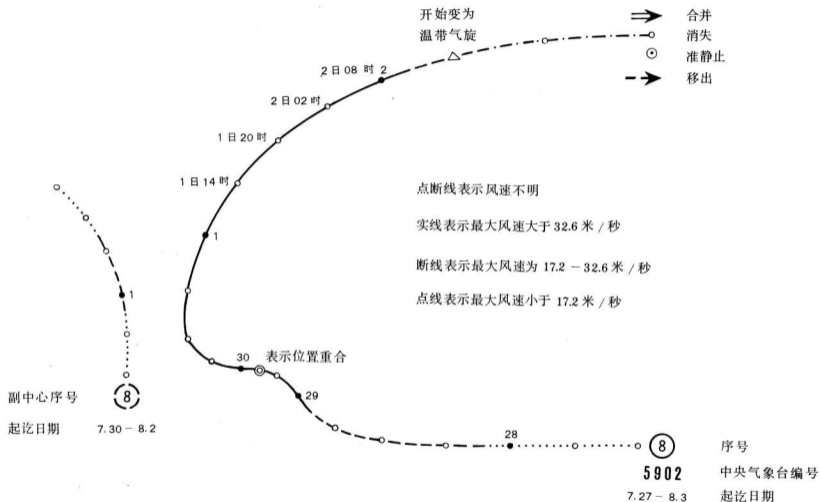 开始变为
温带气旋
合并
消失
准静止
移出
2日08时 2
2日02时
1日20时
1日14时
1
点断线表示风速不明
实线表示最大风速大于 32.6 米/秒
断线表示最大风速为 17.2-32.6 米/秒
点线表示最大风速小于 17.2 米/秒
1
30 表示位置重合
29
28
副中心序号 8
起讫日期 7.30-8.2
8 序号
5902 中央气象台编号
7.27-8.3 起讫日期